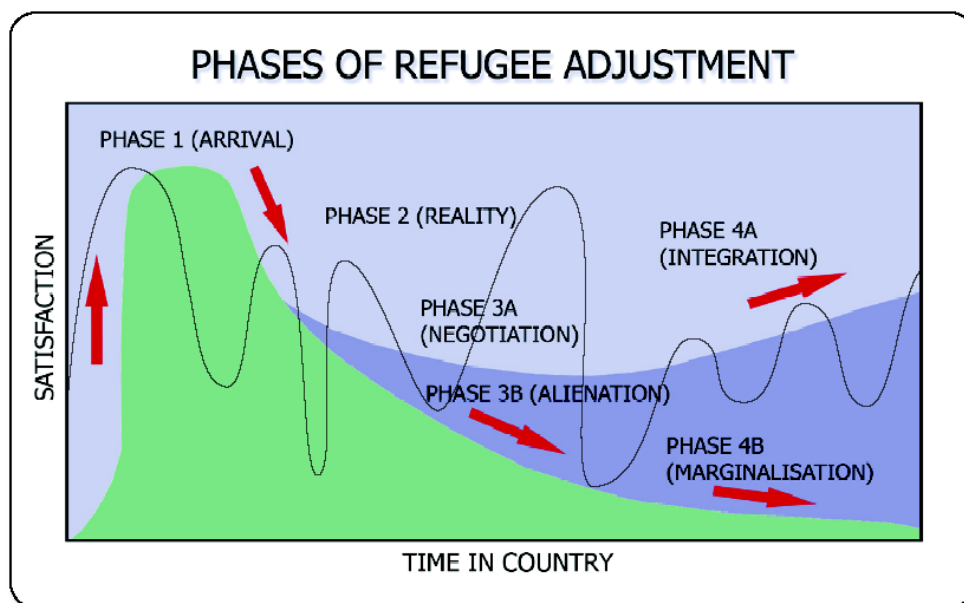 PHASES OF REFUGEE ADJUSTMENT
PHASE 1 (ARRIVAL)
PHASE 2 (REALITY)
PHASE 3A
(NEGOTIATION)
PHASE 3B (ALIENATION)
PHASE 4A
(INTEGRATION)
PHASE 4B
(MARGINALISATION)
SATISFACTION
TIME IN COUNTRY